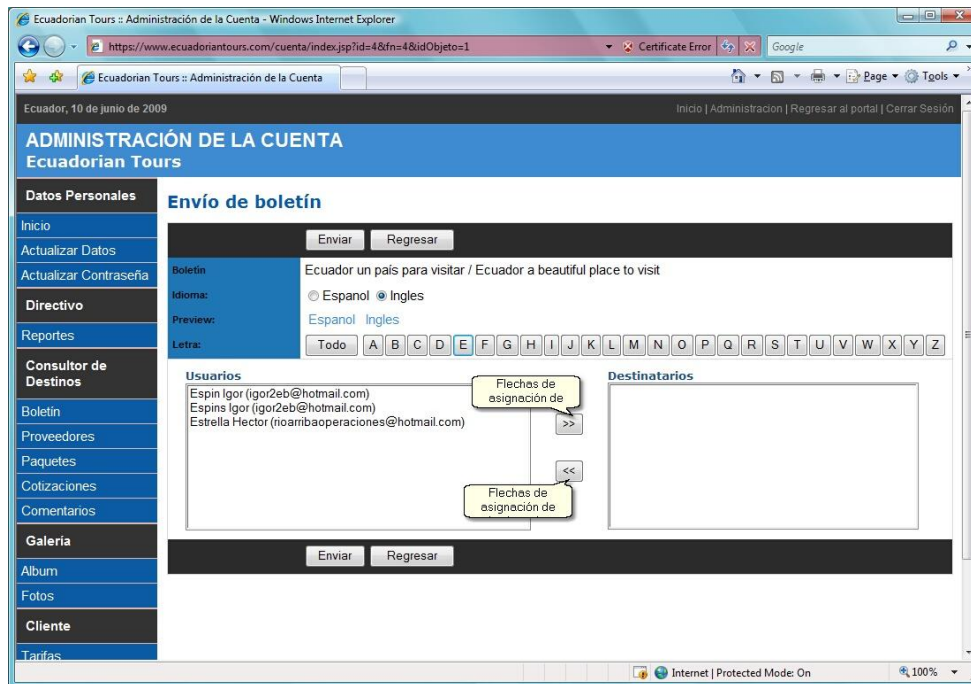 Ecuadorian Tours :: Administración de la Cuenta - Windows Internet Explorer
https://www.ecuadoriantours.com/cuenta/index.jsp?id=4&fn=4&idObjeto=1 Certificate Error Google
Ecuadorian Tours :: Administración de la Cuenta Page Tools
Ecuador, 10 de junio de 2009 Inicio | Administracion | Regresar al portal | Cerrar Sesión
ADMINISTRACIÓN DE LA CUENTA
Ecuadorian Tours
Datos Personales
Inicio
Actualizar Datos
Actualizar Contraseña
Directivo
Reportes
Consultor de
Destinos
Boletín
Proveedores
Paquetes
Cotizaciones
Comentarios
Galería
Album
Fotos
Cliente
Tarifas
Envío de boletín
Enviar Regresar
Boletín Ecuador un país para visitar / Ecuador a beautiful place to visit
Idioma: Espanol Ingles
Preview: Espanol Ingles
Letra: Todo A B C D E F G H I J K L M N O P Q R S T U V W X Y Z
Usuarios
Espin Igor (igor2eb@hotmail.com)
Espins Igor (igor2eb@hotmail.com)
Estrella Hector (rioarribaoperaciones@hotmail.com)
Flechas de
asignación de
>>
<<
Flechas de
asignación de
Destinatarios
Enviar Regresar
Internet | Protected Mode: On 100%